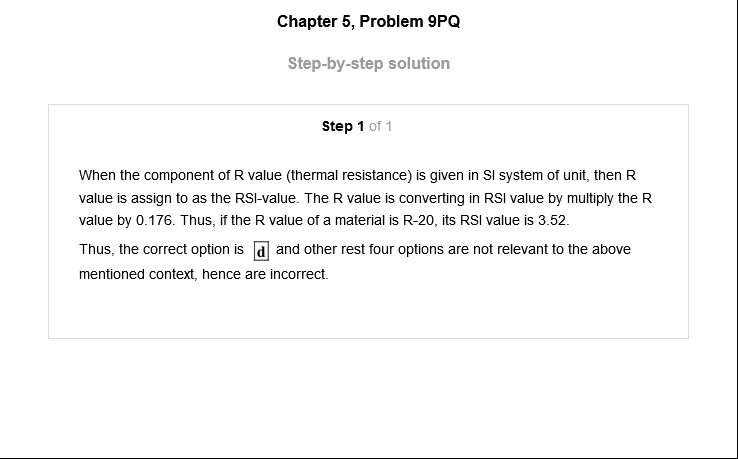 Chapter 5, Problem 9PQ
Step-by-step solution
Step 1 of 1
When the component of R value (thermal resistance) is given in SI system of unit, then R
value is assign to as the RSI-value. The R value is converting in RSI value by multiply the R
value by 0.176. Thus, if the R value of a material is R-20, its RSI value is 3.52.
Thus, the correct option is d and other rest four options are not relevant to the above
mentioned context, hence are incorrect.